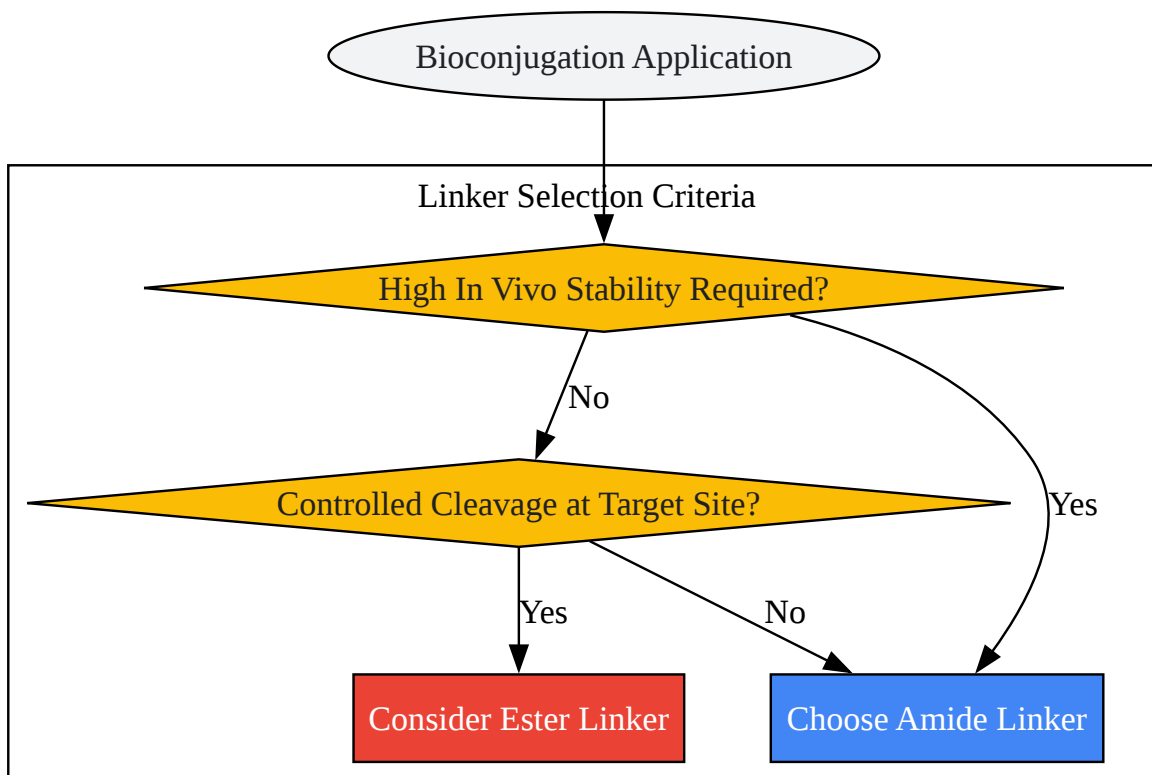 Bioconjugation Application
Linker Selection Criteria
High In Vivo Stability Required?
No
Controlled Cleavage at Target Site?
Yes
Yes
No
Consider Ester Linker
Choose Amide Linker